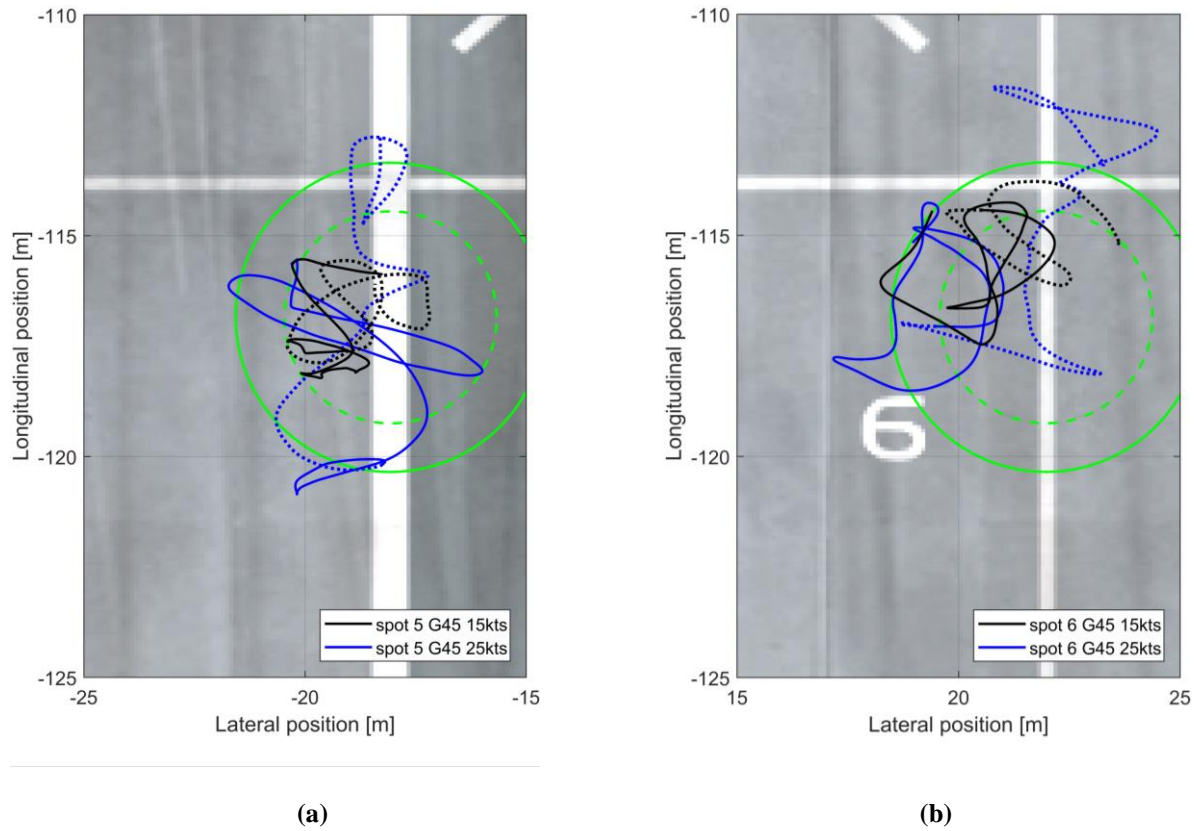 -110
-115
-120
-125
-25
-20
-15
Longitudinal position [m]
Lateral position [m]
spot 5 G45 15kts
spot 5 G45 25kts
(a)
-110
-115
-120
-125
15
20
25
Longitudinal position [m]
Lateral position [m]
6
spot 6 G45 15kts
spot 6 G45 25kts
(b)